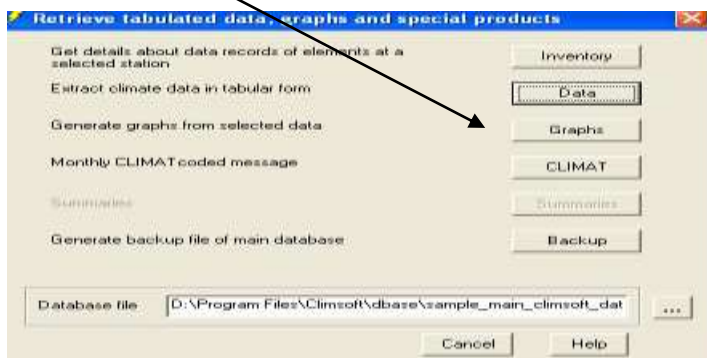 Retrieve tabulated data, graphs and special products
Get details about data records of elements at a
selected station
Inventory
Extract climate data in tabular form
Data
Generate graphs from selected data
Graphs
Monthly CLIMAT coded message
CLIMAT
Summaries
Summaries
Generate backup file of main database
Backup
Database file
D:\Program Files\Climsoft\dbase\sample_main_climsoft_dat
...
Cancel
Help